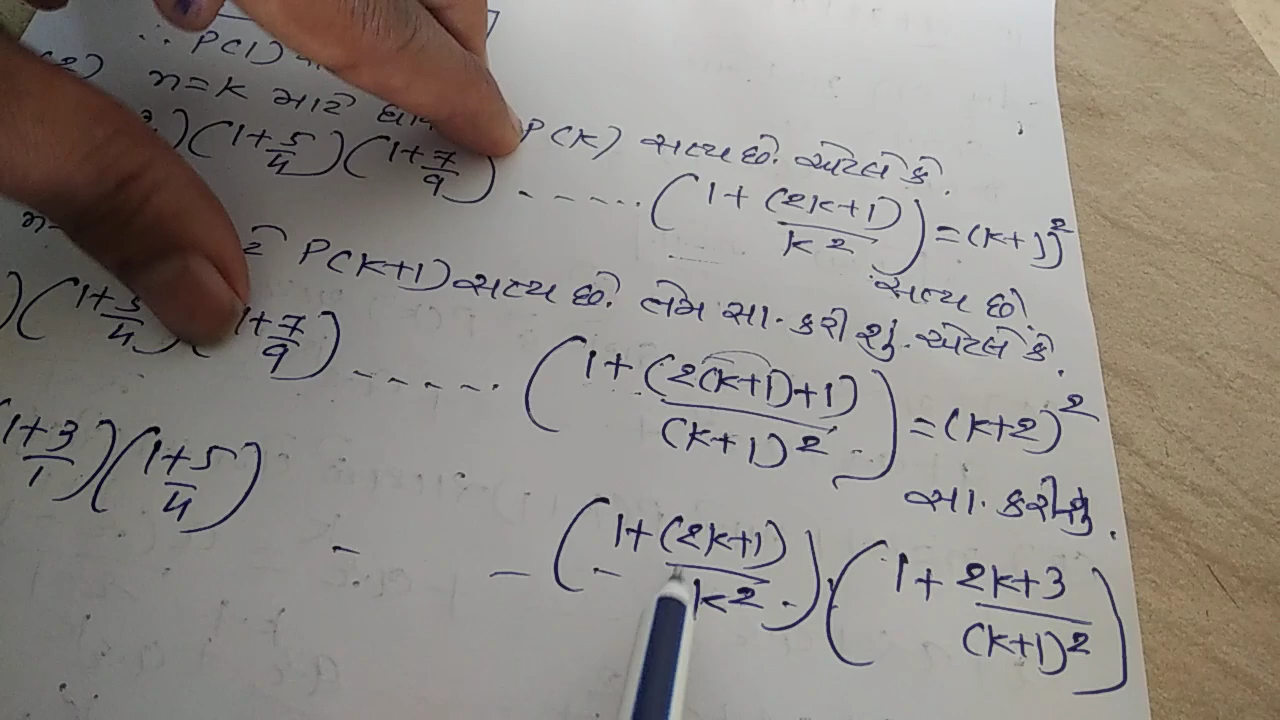 ∴ P(1)
(2) n=k માટે P(k) સત્ય છે. એટલે કે.
(1+5/4)(1+7/9) ----- (1+(2k+1)/k2) = (k+1)2
સત્ય છે.
P(k+1) સત્ય છે. તેમ સા. કરીશું. એટલે કે.
(1+5/4)(1+7/9) ----- (1+(2(k+1)+1)/(k+1)2) = (k+2)2
સા. કરીશું.
(1+3/1)(1+5/4) - - - (1+(2k+1)/k2).(1+2k+3/(k+1)2)